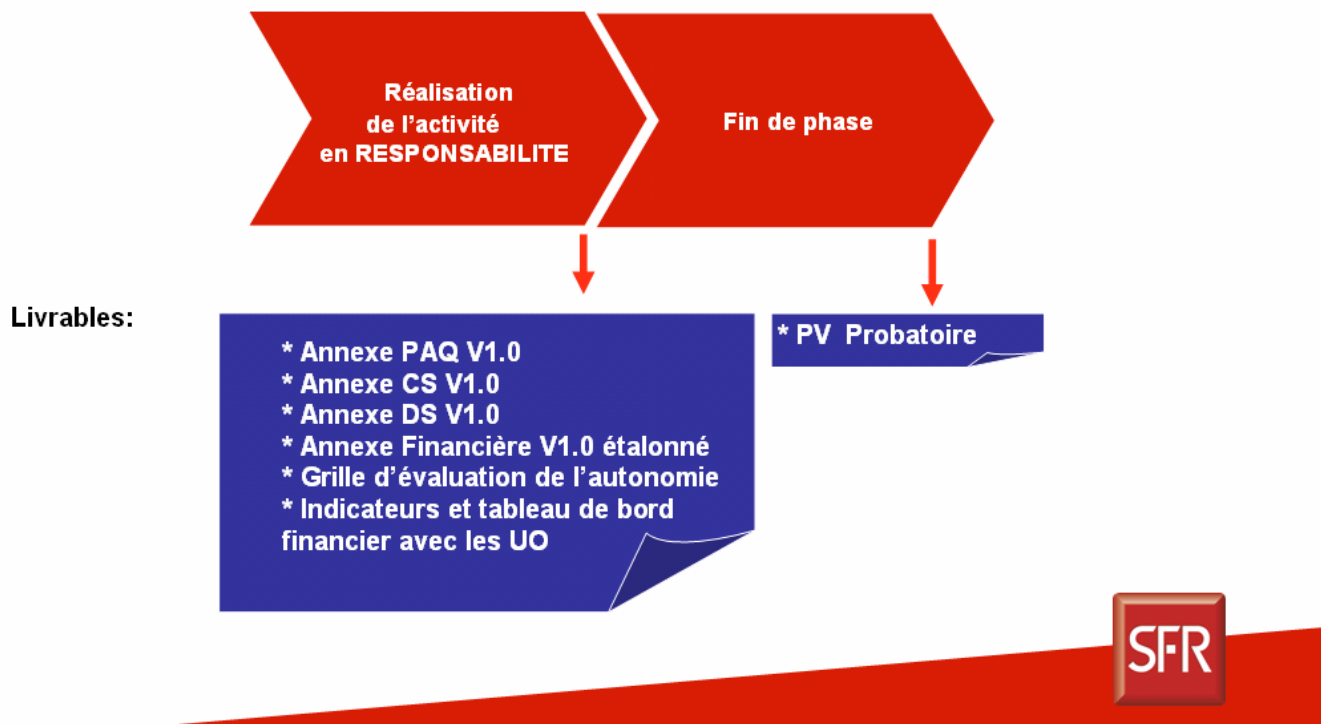 Réalisation
de l'activité
en RESPONSABILITE
Fin de phase
Livrables:
* Annexe PAQ V1.0
* Annexe CS V1.0
* Annexe DS V1.0
* Annexe Financière V1.0 étalonné
* Grille d'évaluation de l'autonomie
* Indicateurs et tableau de bord
financier avec les UO
* PV Probatoire
SFR